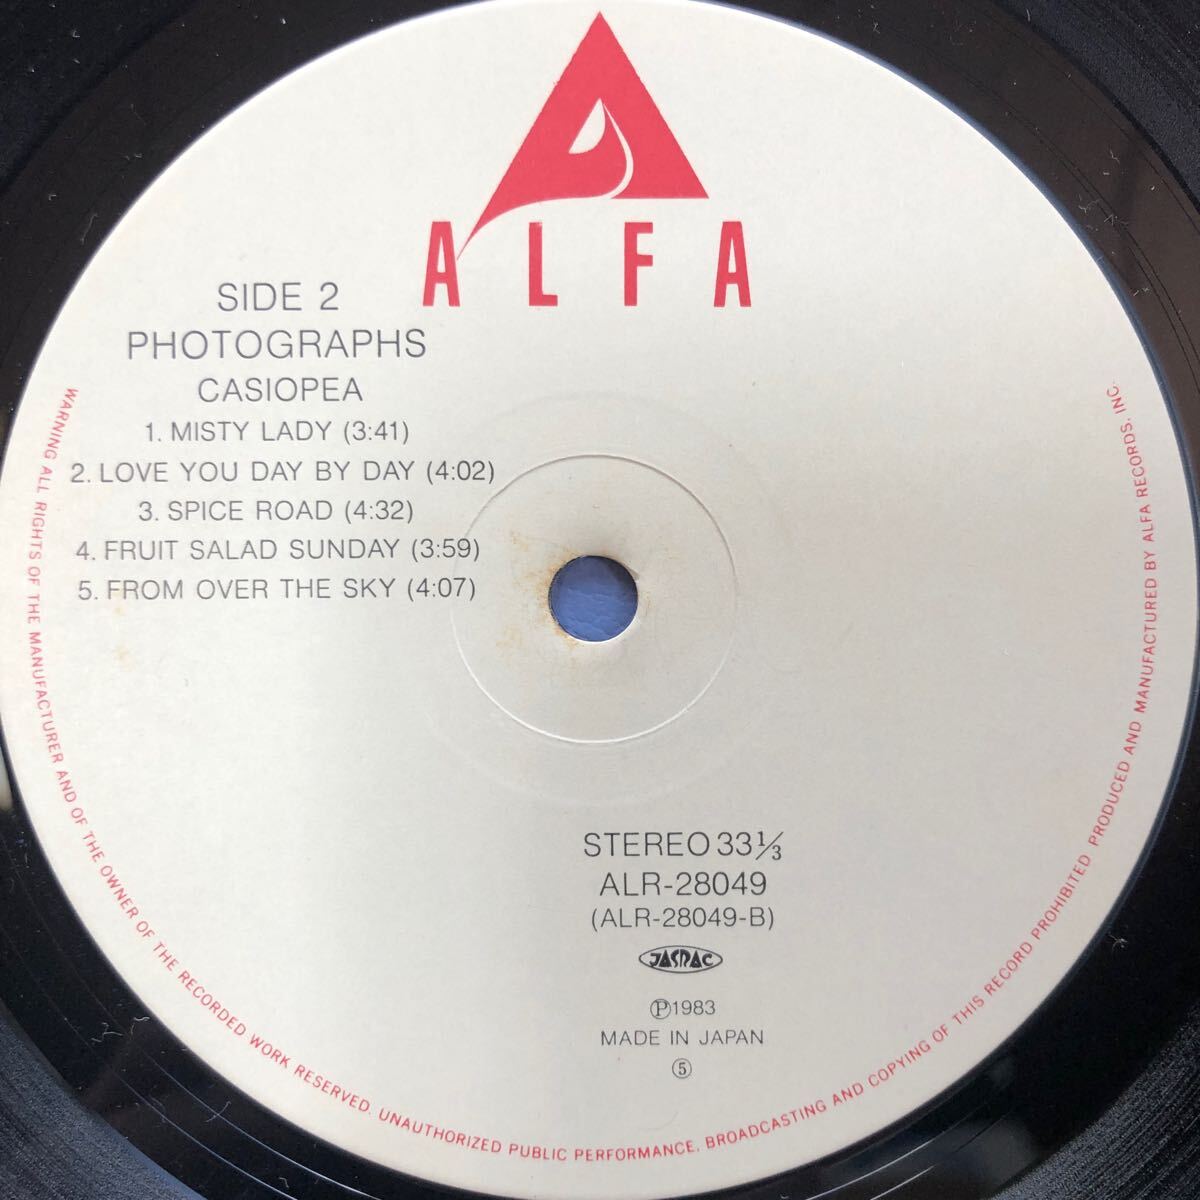 ALFA
SIDE 2
PHOTOGRAPHS
CASIOPEA
1. MISTY LADY (3:41)
2. LOVE YOU DAY BY DAY (4:02)
3. SPICE ROAD (4:32)
4. FRUIT SALAD SUNDAY (3:59)
5. FROM OVER THE SKY (4:07)
STEREO 33⅓
ALR-28049
(ALR-28049-B)
JASRAC
Ⓟ1983
MADE IN JAPAN
⑤
WARNING ALL RIGHTS OF THE MANUFACTURER AND OF THE OWNER OF THE RECORDED WORK RESERVED. UNAUTHORIZED PUBLIC PERFORMANCE, BROADCASTING AND COPYING OF THIS RECORD PROHIBITED PRODUCED AND MANUFACTURED BY ALFA RECORDS, INC.